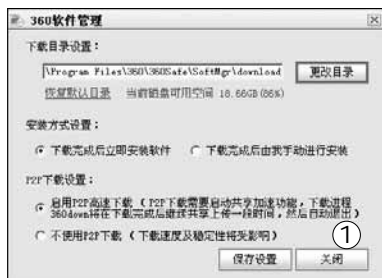 360软件管理
下载目录设置：
\Program Files\360\360Safe\SoftMgr\download 更改目录
恢复默认目录 当前磁盘可用空间 18.66GB(86%)
安装方式设置：
下载完成后立即安装软件 下载完成后由我手动进行安装
P2P下载设置：
启用P2P高速下载（P2P下载需要启动共享加速功能，下载进程
360down将在下载完成后继续共享上传一段时间，然后自动退出）
不使用P2P下载（下载速度及稳定性将受影响）
①
保存设置 关闭